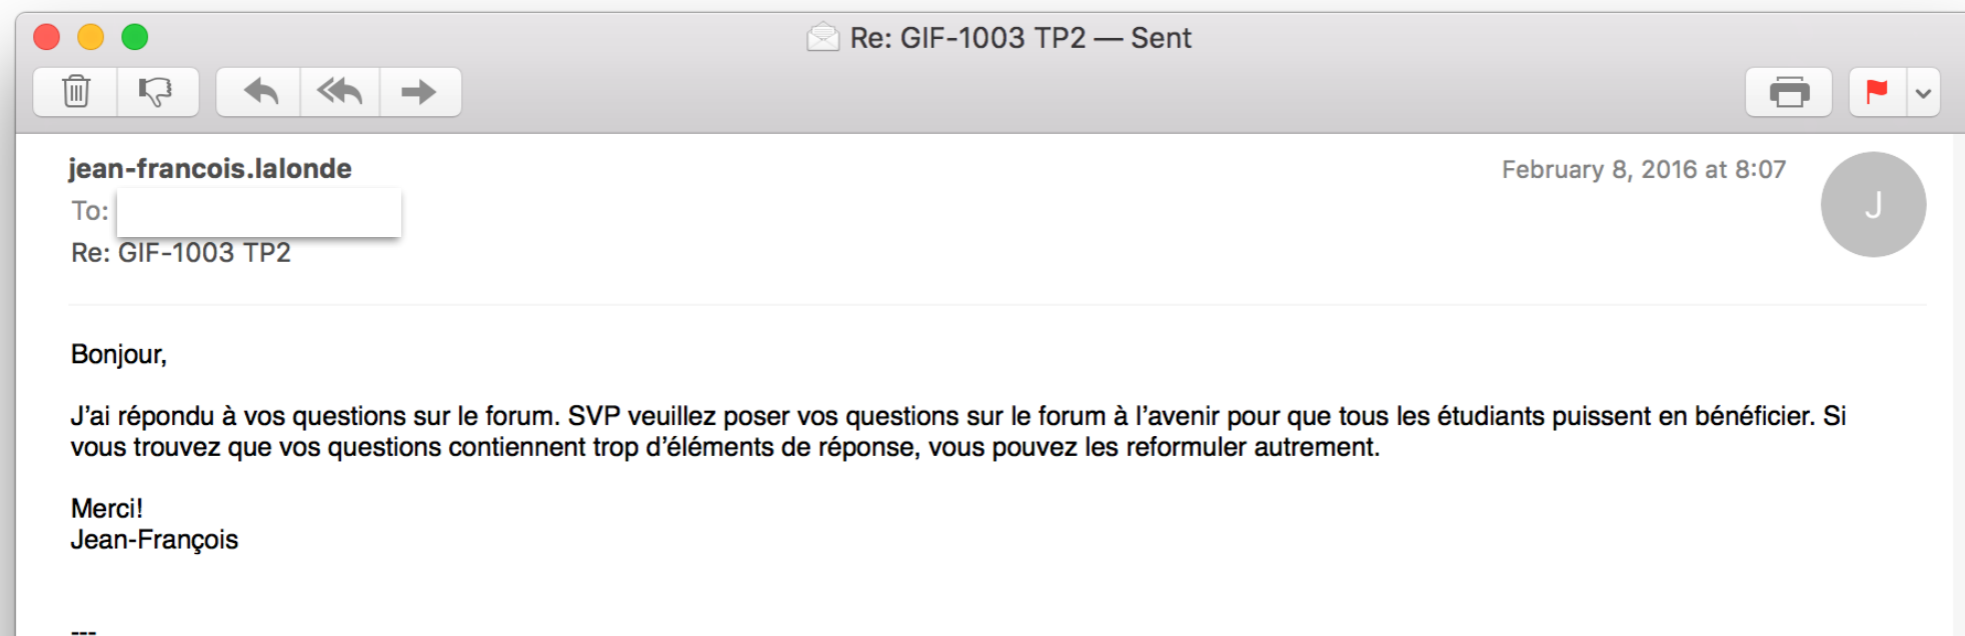 Re: GIF-1003 TP2 — Sent
jean-francois.lalonde
February 8, 2016 at 8:07
J
To:
Re: GIF-1003 TP2
Bonjour,
J’ai répondu à vos questions sur le forum. SVP veuillez poser vos questions sur le forum à l’avenir pour que tous les étudiants puissent en bénéficier. Si
vous trouvez que vos questions contiennent trop d’éléments de réponse, vous pouvez les reformuler autrement.
Merci!
Jean-François
---